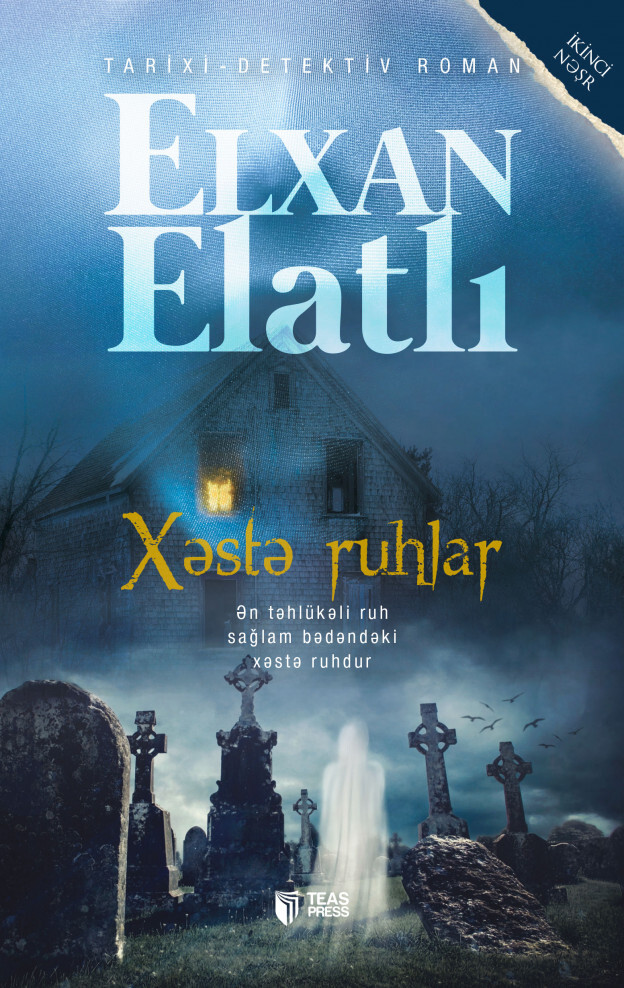 TARİXİ-DETEKTİV ROMAN
İKİNCİ
NƏŞR
ELXAN
Elatlı
Xəstə ruhlar
Ən təhlükəli ruh
sağlam bədəndəki
xəstə ruhdur
TEAS
PRESS